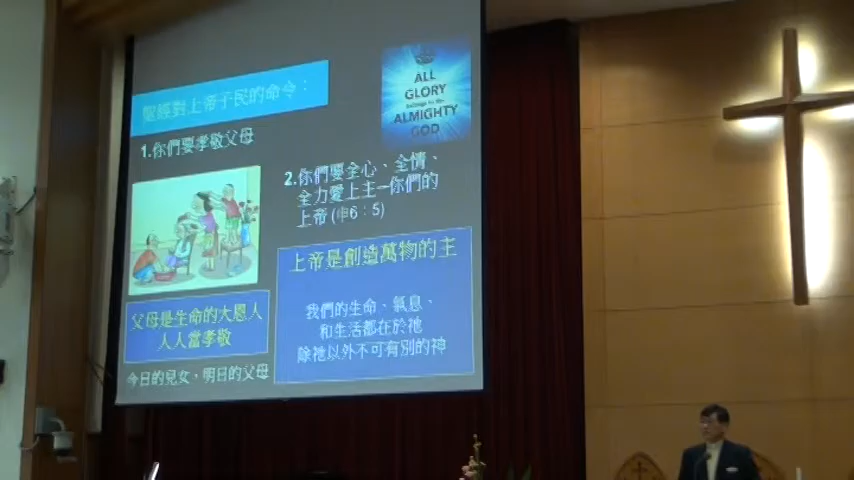 聖經對上帝子民的命令：
ALL
GLORY
belongs to the
ALMIGHTY
GOD
1.你們要孝敬父母
2.你們要全心、全情、
全力愛上主─你們的
上帝(申6：5)
上帝是創造萬物的主
我們的生命、氣息、
和生活都在於祂
除祂以外不可有別的神
父母是生命的大恩人
人人當孝敬
今日的兒女，明日的父母